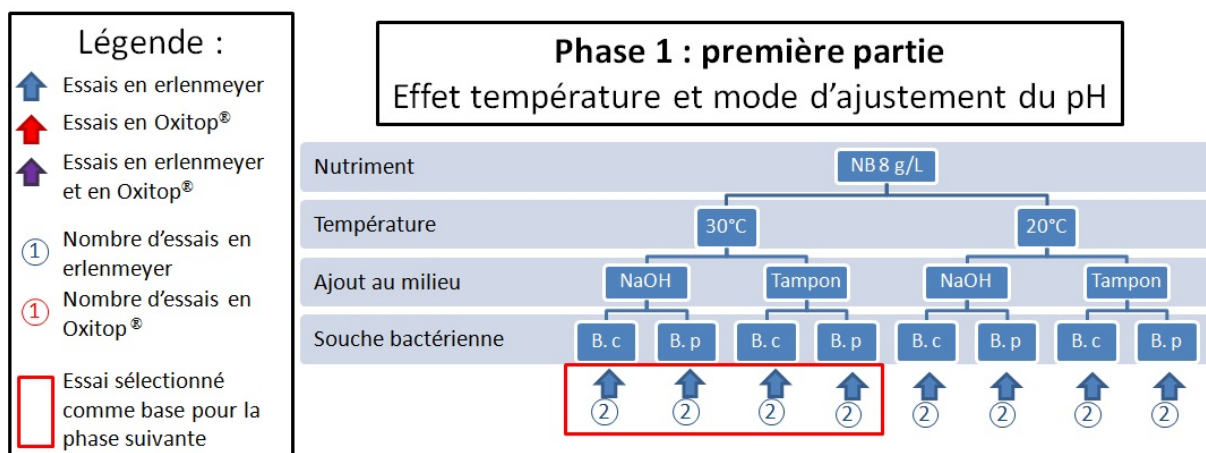 Légende :
Essais en erlenmeyer
Essais en Oxitop®
Essais en erlenmeyer
et en Oxitop®
1 Nombre d'essais en
erlenmeyer
1 Nombre d'essais en
Oxitop®
Essai sélectionné
comme base pour la
phase suivante
Phase 1 : première partie
Effet température et mode d'ajustement du pH
Nutriment NB 8 g/L
Température 30°C 20°C
Ajout au milieu NaOH Tampon NaOH Tampon
Souche bactérienne B. c B. p B. c B. p B. c B. p B. c B. p
2 2 2 2 2 2 2 2